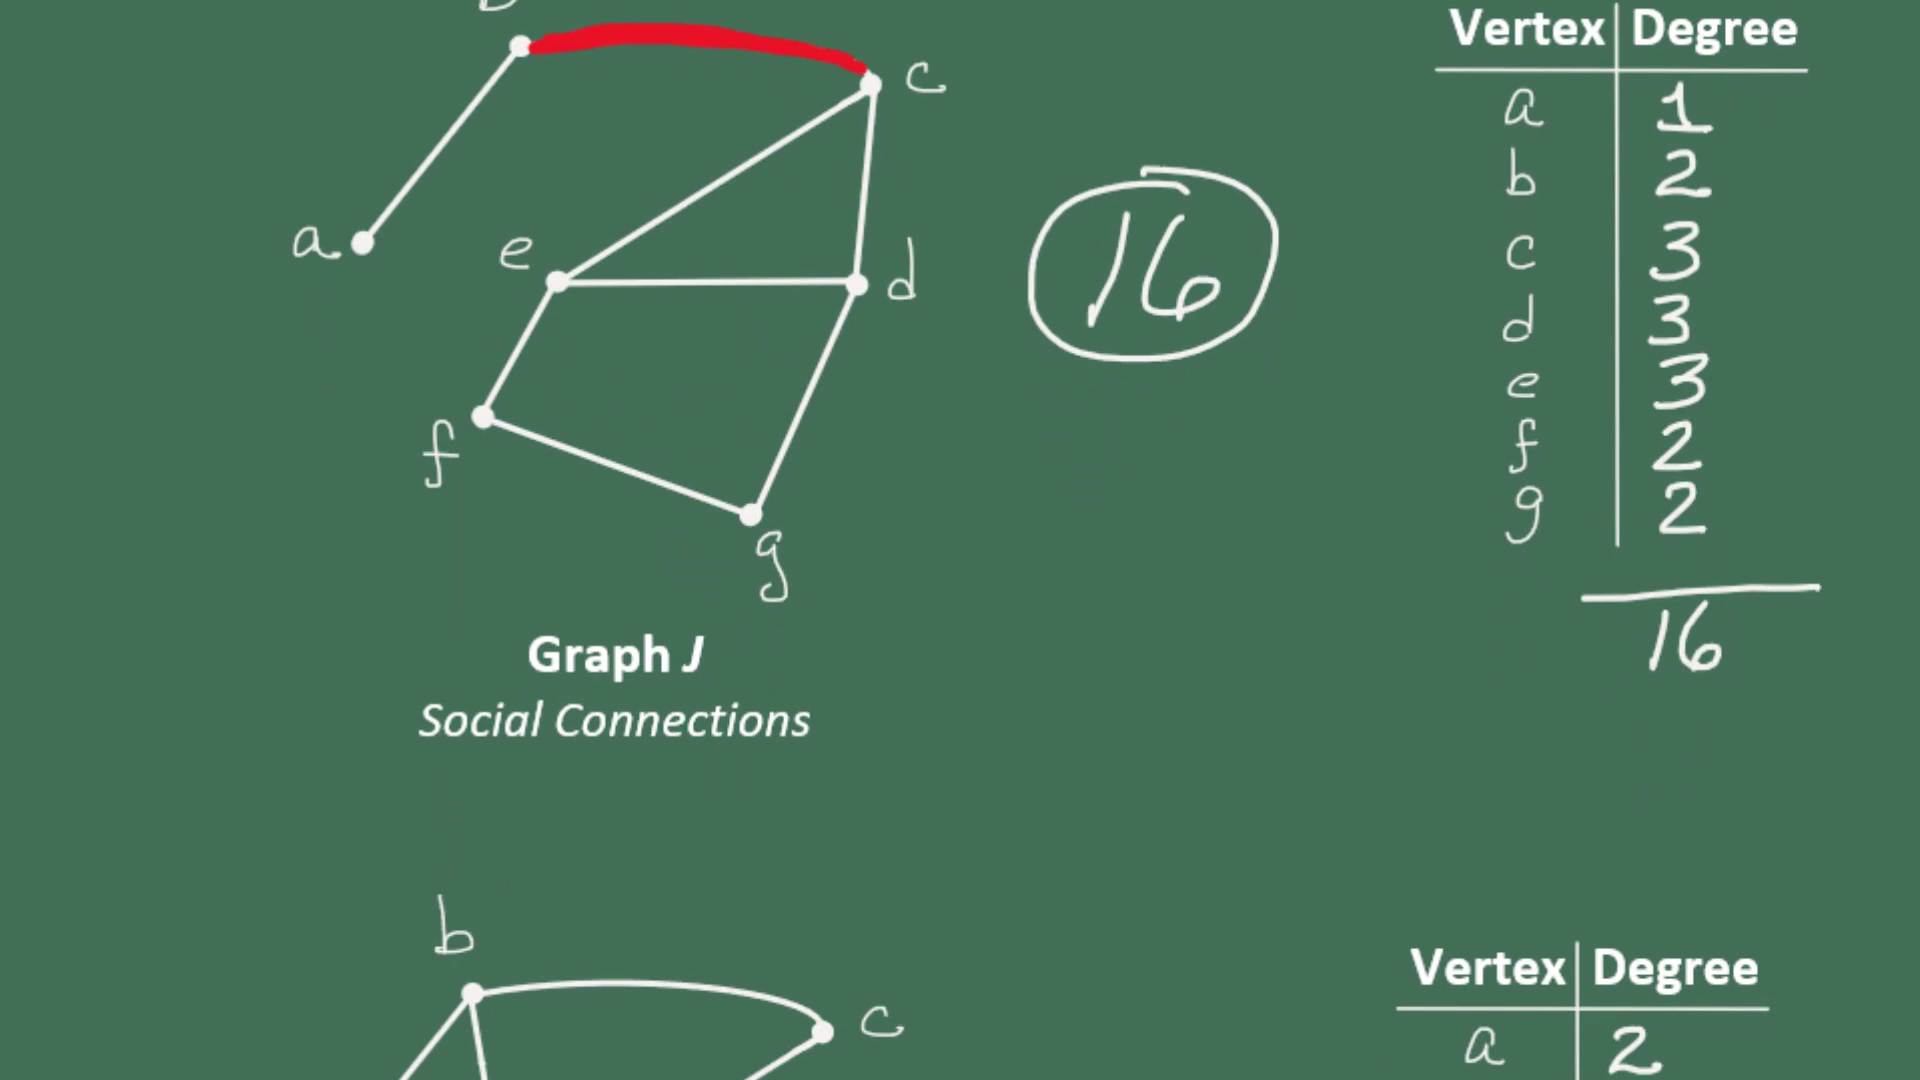 c
a
e
d
16
f
g
Graph J
Social Connections
Vertex Degree
a 1
b 2
c 3
d 3
e 3
f 2
g 2
16
b
c
Vertex Degree
a 2